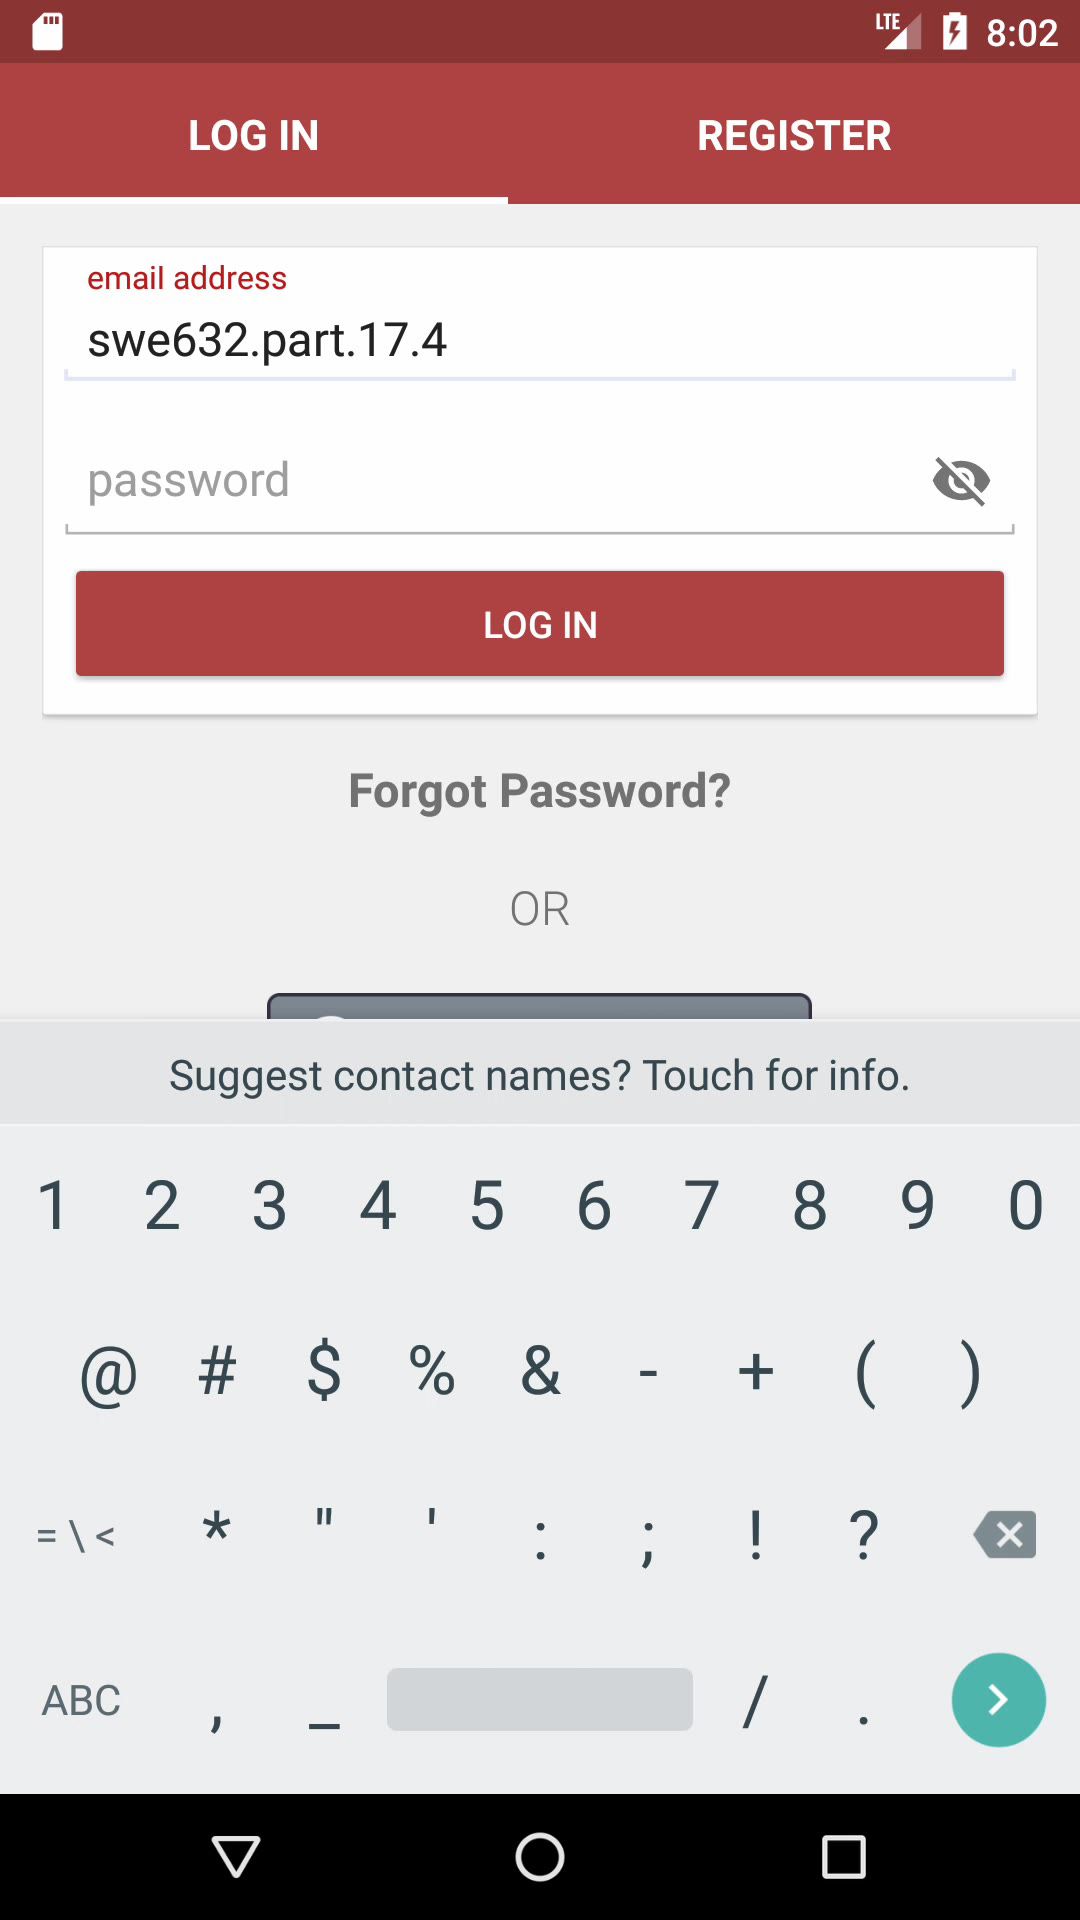 LTE 8:02
LOG IN REGISTER
email address
swe632.part.17.4
password
LOG IN
Forgot Password?
OR
Suggest contact names? Touch for info.
1 2 3 4 5 6 7 8 9 0
@ # $ % & - + ( )
= \ < * " ' : ; ! ?
ABC , _ / .